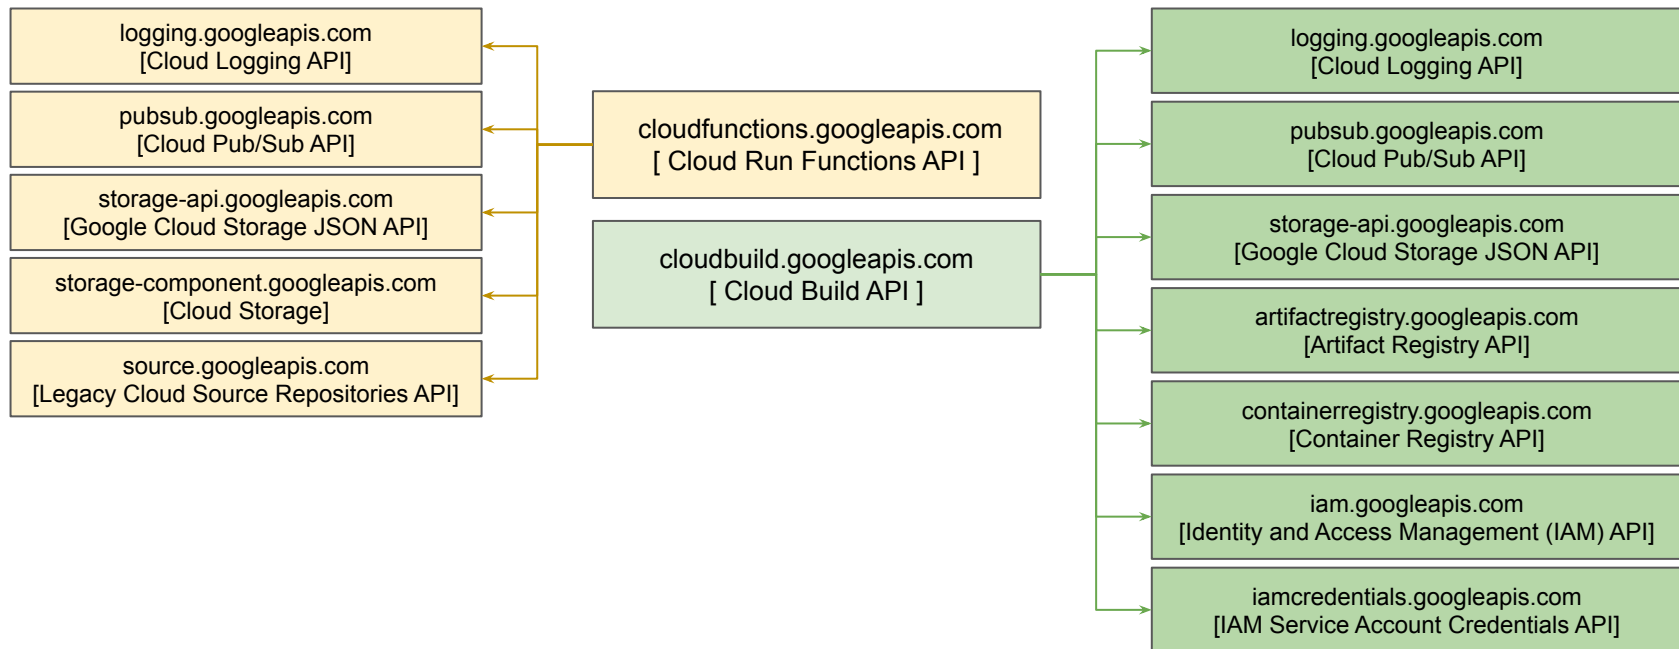 logging.googleapis.com
[Cloud Logging API]
pubsub.googleapis.com
[Cloud Pub/Sub API]
storage-api.googleapis.com
[Google Cloud Storage JSON API]
storage-component.googleapis.com
[Cloud Storage]
source.googleapis.com
[Legacy Cloud Source Repositories API]
cloudfunctions.googleapis.com
[ Cloud Run Functions API ]
cloudbuild.googleapis.com
[ Cloud Build API ]
logging.googleapis.com
[Cloud Logging API]
pubsub.googleapis.com
[Cloud Pub/Sub API]
storage-api.googleapis.com
[Google Cloud Storage JSON API]
artifactregistry.googleapis.com
[Artifact Registry API]
containerregistry.googleapis.com
[Container Registry API]
iam.googleapis.com
[Identity and Access Management (IAM) API]
iamcredentials.googleapis.com
[IAM Service Account Credentials API]